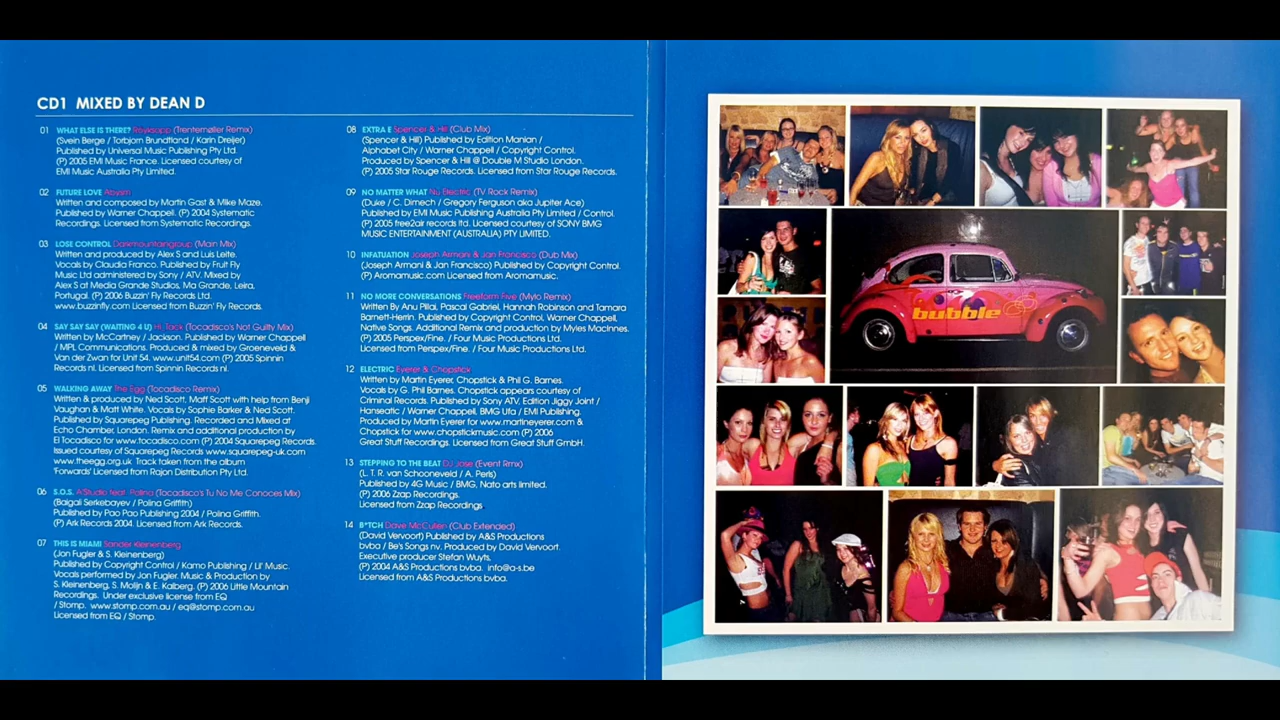 CD1 MIXED BY DEAN D
01 WHAT ELSE IS THERE? Röyksopp (Trentemøller Remix)
(Svein Berge / Torbjorn Brundtland / Karin Dreijer)
Published by Universal Music Publishing Pty Ltd.
(P) 2005 EMI Music France. Licensed courtesy of
EMI Music Australia Pty Limited.
02 FUTURE LOVE Abyssm
Written and composed by Martin Gast & Mike Maze.
Published by Warner Chappel. (P) 2004 Systematic
Recordings. Licensed from Systematic Recordings.
03 LOSE CONTROL Darkmountaingroup (Main Mix)
Written and produced by Alex S and Luis Leite.
Vocals by Claudia Franco. Published by Fruit Fly
Music Ltd administered by Sony / ATV. Mixed by
Alex S at Media Grande Studios, Ma Grande, Leira,
Portugal. (P) 2006 Buzzin' Fly Records Ltd.
www.buzzinfly.com Licensed from Buzzin' Fly Records.
04 SAY SAY SAY (WAITING 4 U) Hi_Tack (Tocadisco's Not Guilty Mix)
Written by McCartney / Jackson. Published by Warner Chappell
/ MPL Communications. Produced & mixed by Groeneveld &
Van der Zwan for Unit 54. www.unit54.com (P) 2005 Spinnin
Records nl. Licensed from Spinnin Records nl.
05 WALKING AWAY The Egg (Tocadisco Remix)
Written & produced by Ned Scott, Maff Scott with help from Benji
Vaughan & Matt White. Vocals by Sophie Barker & Ned Scott.
Published by Squarepeg Publishing. Recorded and Mixed at
Echo Chamber, London. Remix and additional production by
El Tocadisco for www.tocadisco.com (P) 2004 Squarepeg Records.
Issued courtesy of Squarepeg Records www.squarepeg-uk.com
www.theegg.org.uk Track taken from the album
'Forwards'. Licensed from Rajon Distribution Pty Ltd.
06 S.O.S. A'Studio feat. Polina (Tocadisco's Tu No Me Conoces Mix)
(Baigali Serkebayev / Polina Griffith)
Published by Pao Pao Publishing 2004 / Polina Griffith.
(P) Ark Records 2004. Licensed from Ark Records.
07 THIS IS MIAMI Sander Kleinenberg
(Jon Fugler & S. Kleinenberg)
Published by Copyright Control / Kamo Publishing / Lil' Music.
Vocals performed by Jon Fugler. Music & Production by
S. Kleinenberg, S. Molijn & E. Kalberg. (P) 2006 Little Mountain
Recordings. Under exclusive license from EQ
/ Stomp. www.stomp.com.au / eq@stomp.com.au
Licensed from EQ / Stomp.
08 EXTRA E Spencer & Hill (Club Mix)
(Spencer & Hill) Published by Edition Manian /
Alphabet City / Warner Chappell / Copyright Control.
Produced by Spencer & Hill @ Double M Studio London.
(P) 2005 Star Rouge Records. Licensed from Star Rouge Records.
09 NO MATTER WHAT Nu Electric (TV Rock Remix)
(Duke / C. Dimech / Gregory Ferguson aka Jupiter Ace)
Published by EMI Music Publishing Australia Pty Limited / Control.
(P) 2005 free2air records ltd. Licensed courtesy of SONY BMG
MUSIC ENTERTAINMENT (AUSTRALIA) PTY LIMITED.
10 INFATUATION Joseph Armani & Jan Francisco (Dub Mix)
(Joseph Armani & Jan Francisco) Published by Copyright Control.
(P) Aromamusic.com Licensed from Aromamusic.
11 NO MORE CONVERSATIONS Freeform Five (Mylo Remix)
Written By Anu Pillai, Pascal Gabriel, Hannah Robinson and Tamara
Barnett-Herrin. Published by Copyright Control, Warner Chappell,
Native Songs. Additional Remix and production by Myles MacInnes.
(P) 2005 Perspex/Fine. / Four Music Productions Ltd.
Licensed from Perspex/Fine. / Four Music Productions Ltd.
12 ELECTRIC Eyerer & Chopstick
Written by Martin Eyerer, Chopstick & Phil G. Barnes.
Vocals by G. Phil Barnes. Chopstick appears courtesy of
Criminal Records. Published by Sony ATV, Edition Jiggy Joint /
Hanseatic / Warner Chappell, BMG Ufa / EMI Publishing.
Produced by Martin Eyerer for www.martineyerer.com &
Chopstick for www.chopstickmusic.com (P) 2006
Great Stuff Recordings. Licensed from Great Stuff GmbH.
13 STEPPING TO THE BEAT DJ Jose (Event Rmx)
(L. T. R. van Schooneveld / A. Perls)
Published by 4G Music / BMG, Nato arts limited.
(P) 2006 Zzap Recordings.
Licensed from Zzap Recordings
14 B*TCH Dave McCullen (Club Extended)
(David Vervoort) Published by A&S Productions
bvba / Be's Songs nv. Produced by David Vervoort.
Executive producer Stefan Wuyts.
(P) 2004 A&S Productions bvba. info@a-s.be
Licensed from A&S Productions bvba.
bubble